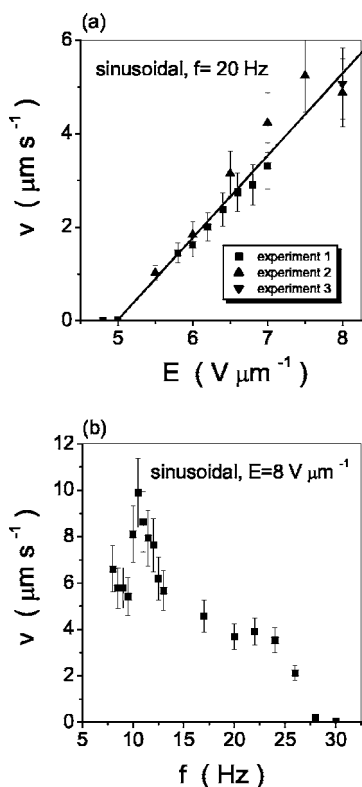 (a)
sinusoidal, f= 20 Hz
v ( μm s⁻¹ )
6
4
2
0
experiment 1
experiment 2
experiment 3
5 6 7 8
E ( V μm⁻¹ )
(b)
sinusoidal, E=8 V μm⁻¹
v ( μm s⁻¹ )
12
10
8
6
4
2
0
5 10 15 20 25 30
f ( Hz )